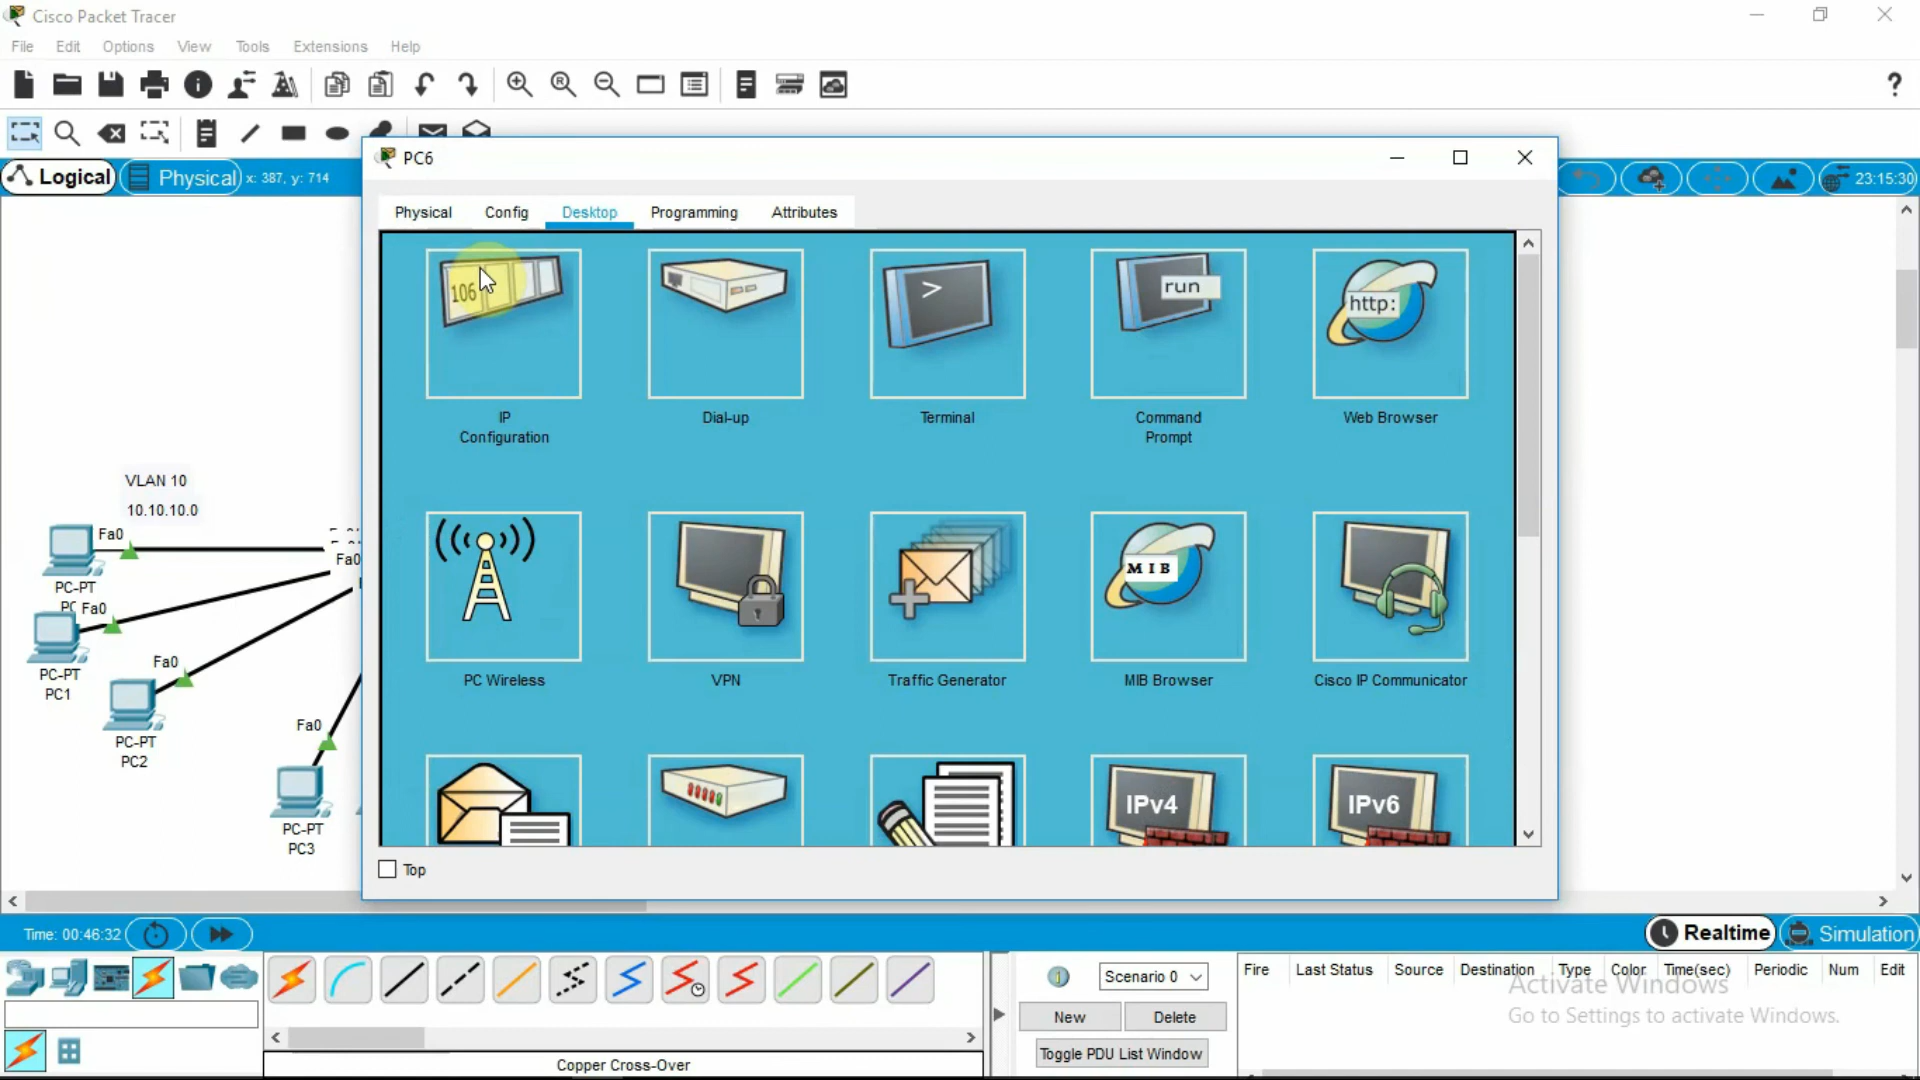 Cisco Packet Tracer
File Edit Options View Tools Extensions Help
Logical Physical x: 387, y: 714
23:15:30
PC6
Physical Config Desktop Programming Attributes
106
run
http:
IP
Configuration
Dial-up
Terminal
Command
Prompt
Web Browser
MIB
PC Wireless
VPN
Traffic Generator
MIB Browser
Cisco IP Communicator
IPv4
IPv6
Top
VLAN 10
10.10.10.0
Fa0
Fa0
PC-PT
PC
Fa0
PC-PT
PC1
Fa0
PC-PT
PC2
Fa0
PC-PT
PC3
Time: 00:46:32
Realtime
Simulation
Scenario 0
New
Delete
Toggle PDU List Window
Fire Last Status Source Destination Type Color Time(sec) Periodic Num Edit
Activate Windows
Go to Settings to activate Windows.
Copper Cross-Over